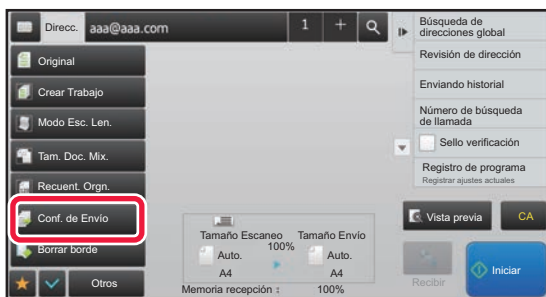 Direcc. aaa@aaa.com 1 +
Original
Crear Trabajo
Modo Esc. Len.
Tam. Doc. Mix.
Recuent. Orgn.
Conf. de Envío
Borrar borde
Otros
Tamaño Escaneo
Auto.
A4
100%
Tamaño Envío
Auto.
A4
Memoria recepción : 100%
Búsqueda de
direcciones global
Revisión de dirección
Enviando historial
Número de búsqueda
de llamada
Sello verificación
Registro de programa
Registrar ajustes actuales
Vista previa
CA
Recibir
Iniciar